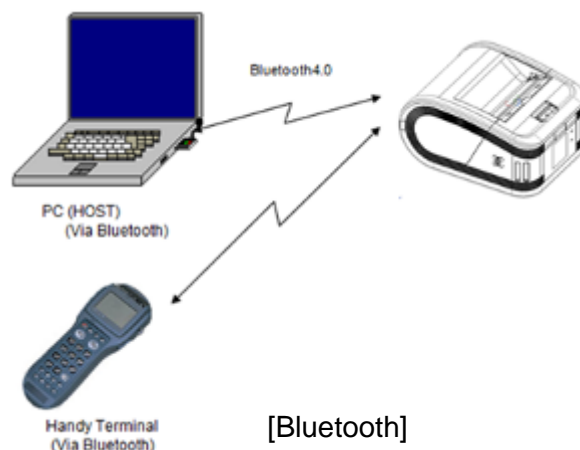 Bluetooth4.0
PC (HOST)
(Via Bluetooth)
Handy Terminal
(Via Bluetooth)
[Bluetooth]